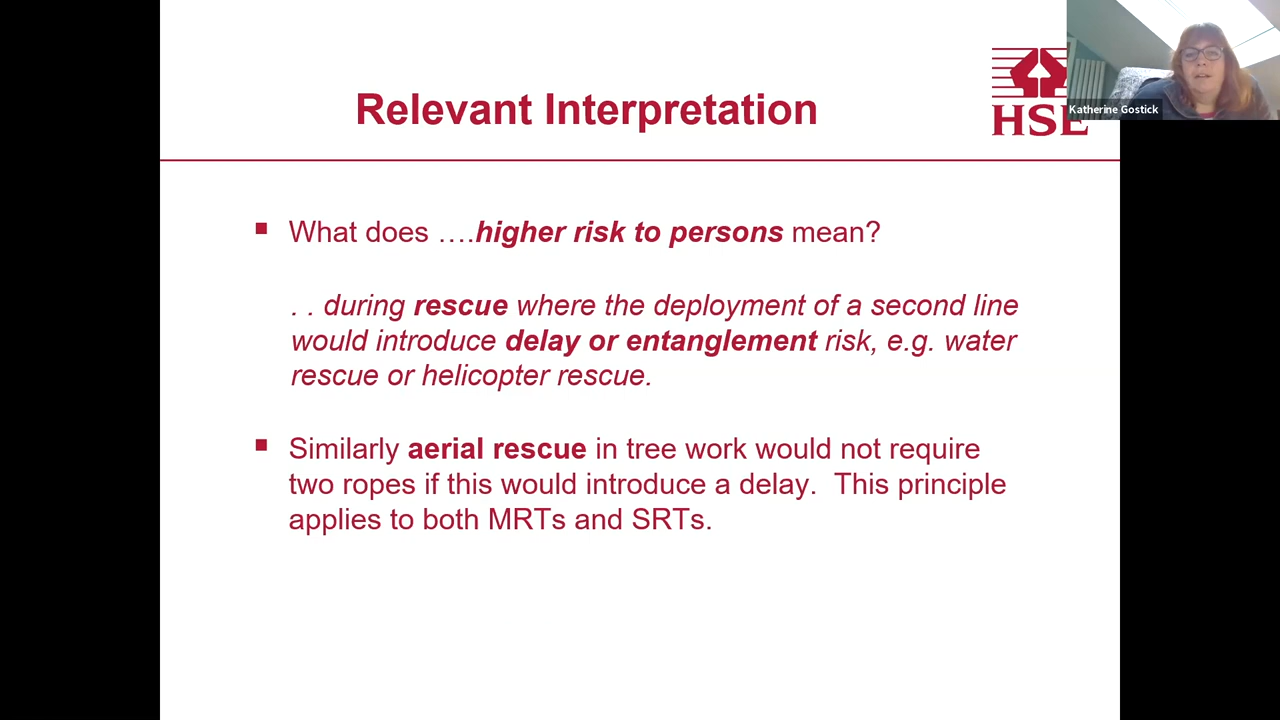 Relevant Interpretation
HSE
Katherine Gostick
▪ What does ….higher risk to persons mean?
. . during rescue where the deployment of a second line
would introduce delay or entanglement risk, e.g. water
rescue or helicopter rescue.
▪ Similarly aerial rescue in tree work would not require
two ropes if this would introduce a delay.  This principle
applies to both MRTs and SRTs.